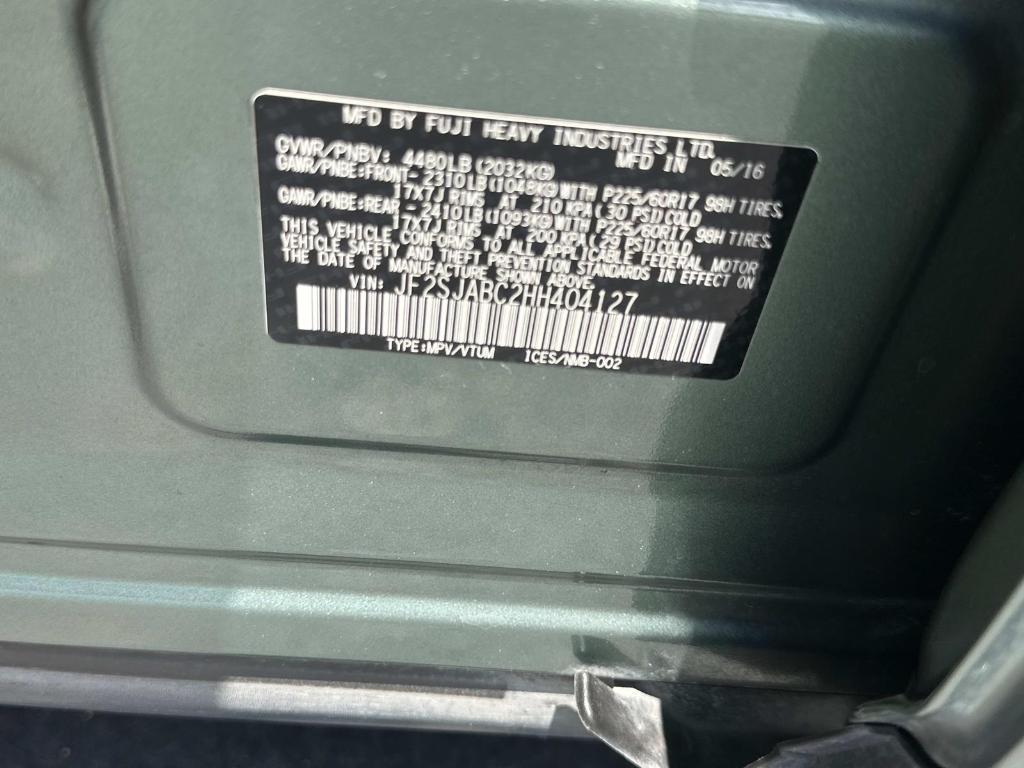 MFD BY FUJI HEAVY INDUSTRIES LTD.
MFD IN 05/16
GVWR/PNBV: 4480LB (2032KG)
GAWR/PNBE:FRONT- 2310LB(1048KG)WITH P225/60R17 98H TIRES,
17X7J RIMS AT 210 KPA( 30 PSI)COLD
GAWR/PNBE:REAR - 2410LB(1093KG)WITH P225/60R17 98H TIRES,
17X7J RIMS AT 200 KPA( 29 PSI)COLD
THIS VEHICLE CONFORMS TO ALL APPLICABLE FEDERAL MOTOR
VEHICLE SAFETY AND THEFT PREVENTION STANDARDS IN EFFECT ON
THE DATE OF MANUFACTURE SHOWN ABOVE.
VIN: JF2SJABC2HH404127
TYPE:MPV/VTUM ICES/NMB-002